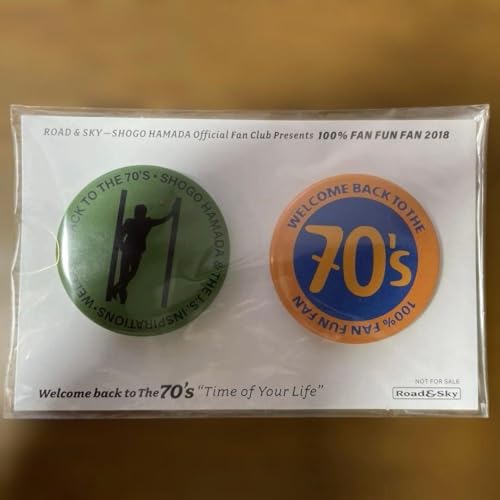 ROAD & SKY—SHOGO HAMADA Official Fan Club Presents 100% FAN FUN FAN 2018
BACK TO THE 70'S • SHOGO HAMADA & THE J.S. INSPIRATIONS •
WELCOME BACK TO THE
70's
100% FAN FUN FAN
Welcome back to The 70's "Time of Your Life"
NOT FOR SALE
Road&Sky